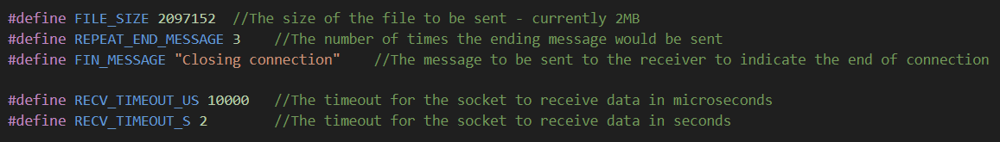 #define FILE_SIZE 2097152  //The size of the file to be sent - currently 2MB
#define REPEAT_END_MESSAGE 3    //The number of times the ending message would be sent
#define FIN_MESSAGE "Closing connection"    //The message to be sent to the receiver to indicate the end of connection
#define RECV_TIMEOUT_US 10000   //The timeout for the socket to receive data in microseconds
#define RECV_TIMEOUT_S 2        //The timeout for the socket to receive data in seconds